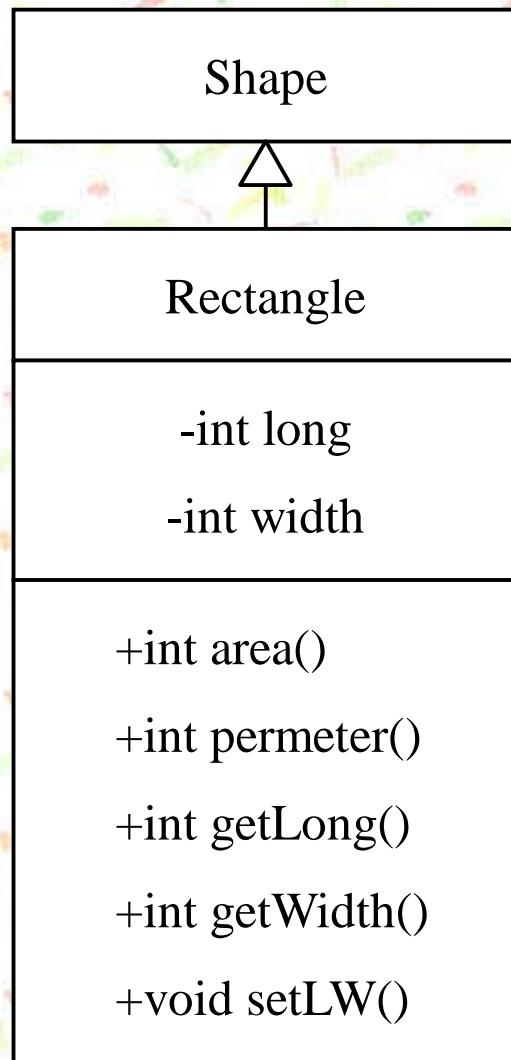 Shape
Rectangle
-int long
-int width
+int area()
+int permeter()
+int getLong()
+int getWidth()
+void setLW()